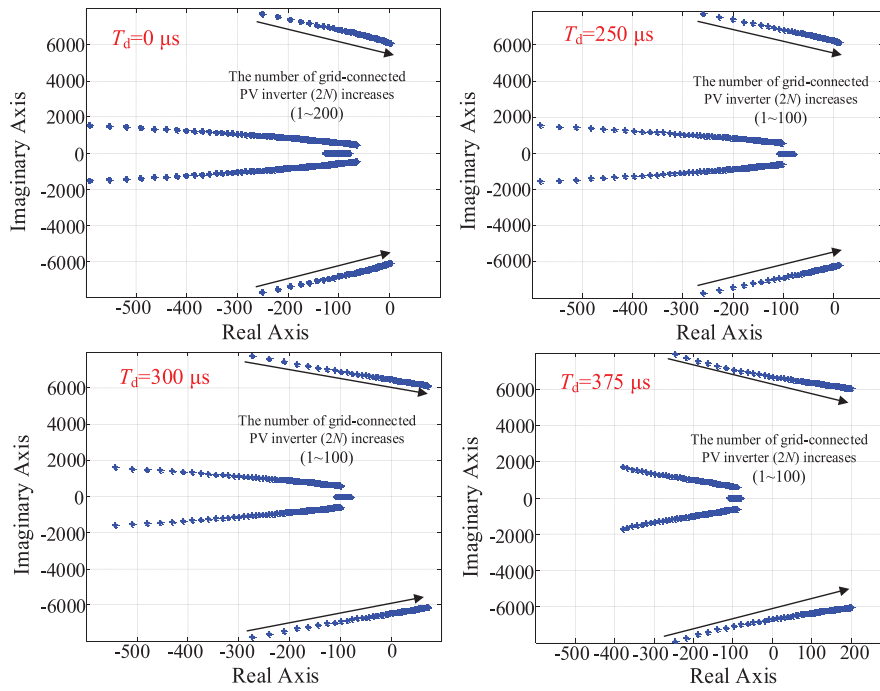 T_d=0 μs
The number of grid-connected
PV inverter (2N) increases
(1~200)
6000
4000
2000
0
-2000
-4000
-6000
Imaginary Axis
-500 -400 -300 -200 -100 0
Real Axis
T_d=250 μs
The number of grid-connected
PV inverter (2N) increases
(1~100)
6000
4000
2000
0
-2000
-4000
-6000
Imaginary Axis
-500 -400 -300 -200 -100 0
Real Axis
T_d=300 μs
The number of grid-connected
PV inverter (2N) increases
(1~100)
6000
4000
2000
0
-2000
-4000
-6000
Imaginary Axis
-500 -400 -300 -200 -100 0
Real Axis
T_d=375 μs
The number of grid-connected
PV inverter (2N) increases
(1~100)
6000
4000
2000
0
-2000
-4000
-6000
Imaginary Axis
-500 -400 -300 -200 -100 0 100 200
Real Axis